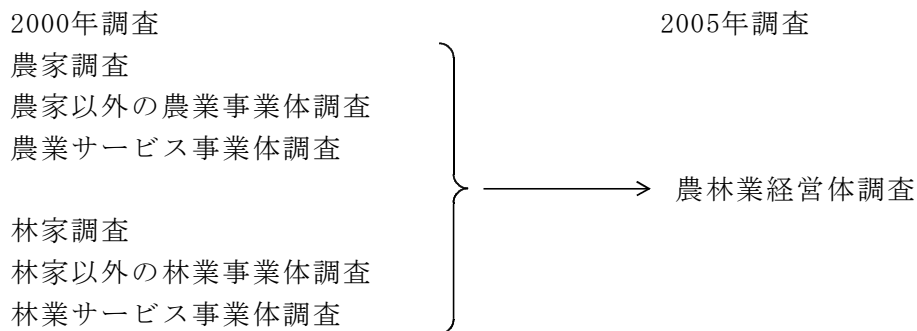 2000年調査
2005年調査
農家調査
農家以外の農業事業体調査
農業サービス事業体調査
農林業経営体調査
林家調査
林家以外の林業事業体調査
林業サービス事業体調査